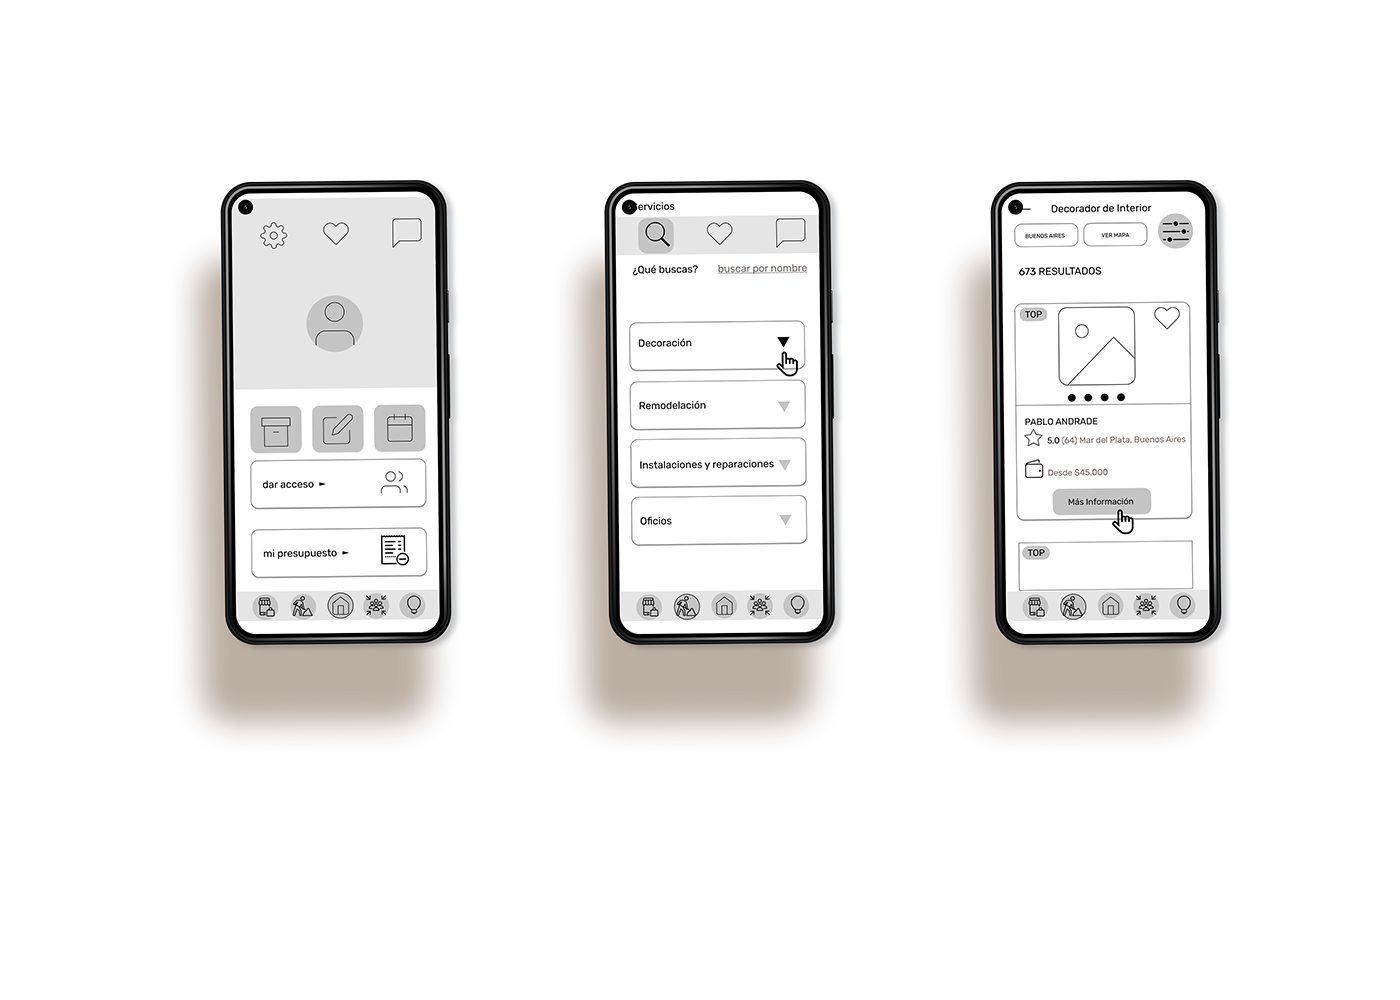 dar acceso
mi presupuesto
Servicios
¿Qué buscas? buscar por nombre
Decoración
Remodelación
Instalaciones y reparaciones
Oficios
Decorador de Interior
BUENOS AIRES VER MAPA
673 RESULTADOS
TOP
PABLO ANDRADE
5.0 (64) Mar del Plata, Buenos Aires
Desde $45.000
Más Información
TOP